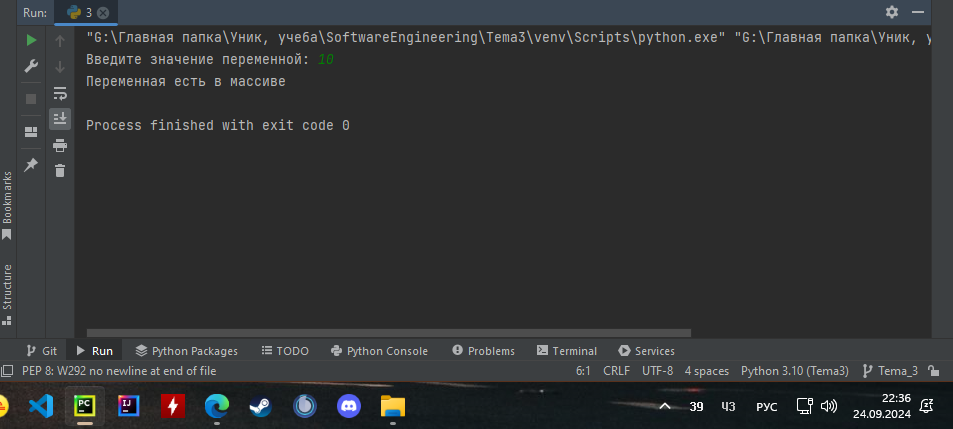 Run: 3
"G:\Главная папка\Уник, учеба\SoftwareEngineering\Tema3\venv\Scripts\python.exe" "G:\Главная папка\Уник, у
Введите значение переменной: 10
Переменная есть в массиве
Process finished with exit code 0
Bookmarks
Structure
Git Run Python Packages TODO Python Console Problems Terminal Services
PEP 8: W292 no newline at end of file 6:1 CRLF UTF-8 4 spaces Python 3.10 (Tema3) Tema_3
PC IJ 39 ЧЗ РУС 22:36
24.09.2024